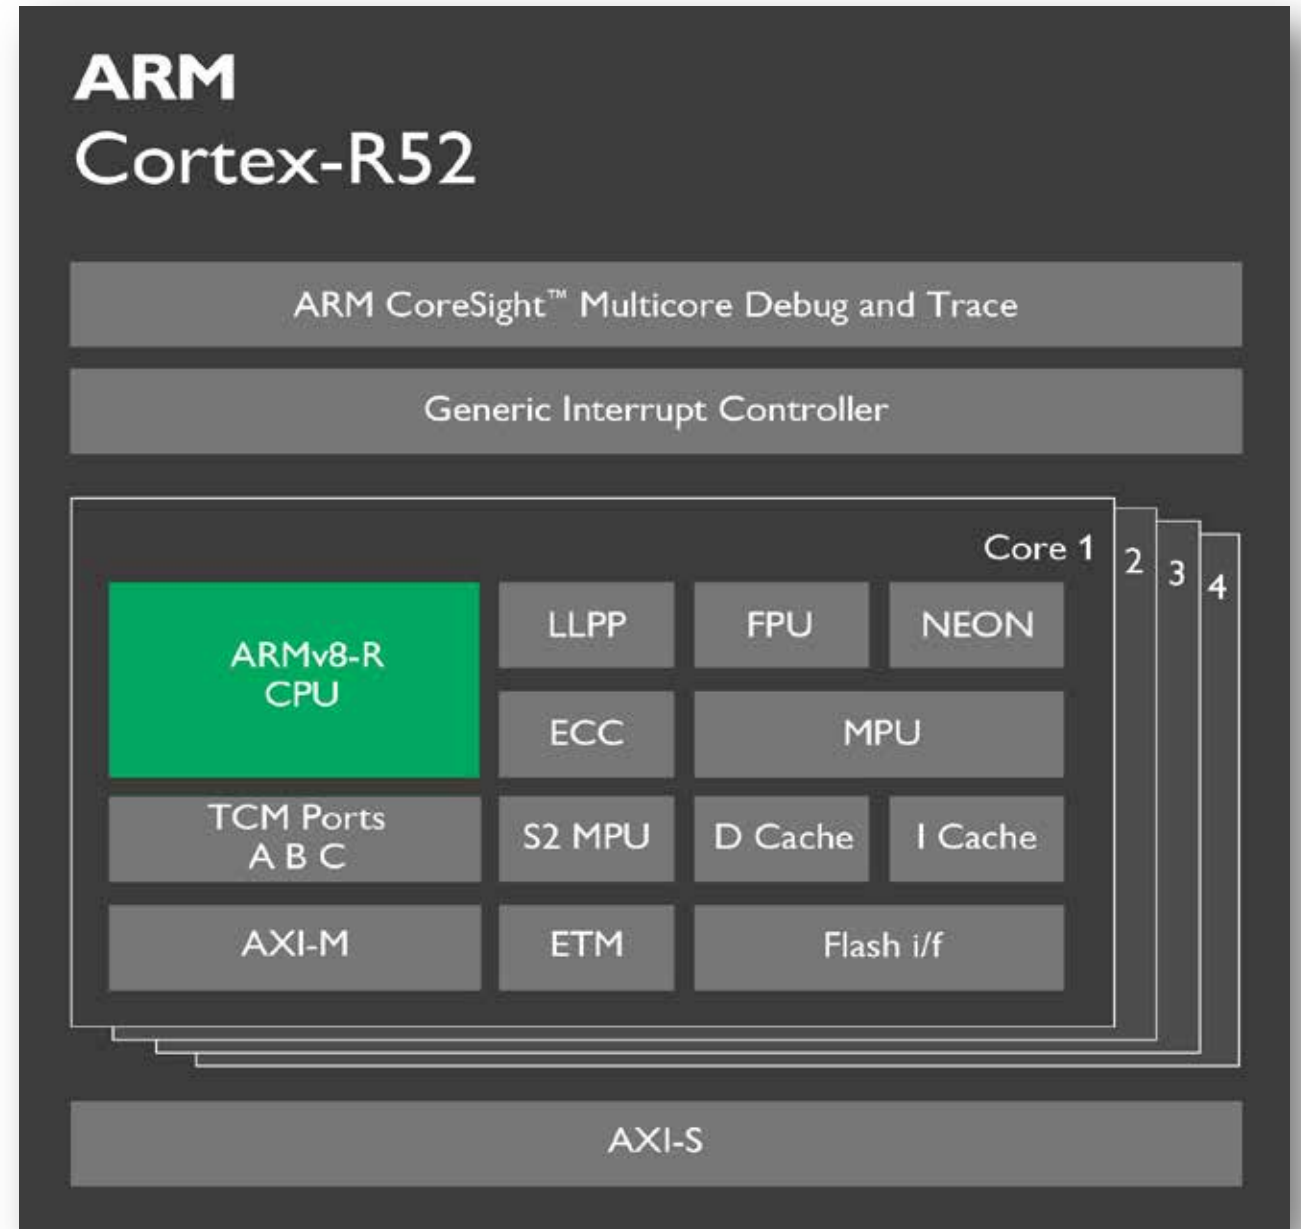 ARM
Cortex-R52
ARM CoreSight™ Multicore Debug and Trace
Generic Interrupt Controller
Core 1
2
3
4
ARMv8-R
CPU
LLPP
FPU
NEON
ECC
MPU
TCM Ports
A B C
S2 MPU
D Cache
I Cache
AXI-M
ETM
Flash i/f
AXI-S